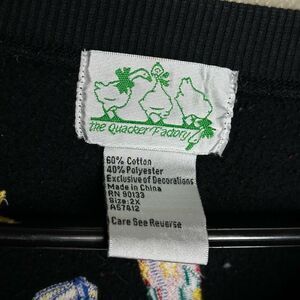 the Quacker Factory
60% Cotton
40% Polyester
Exclusive of Decorations
Made in China
RN 90133
Size: 2X
A57412
Care See Reverse